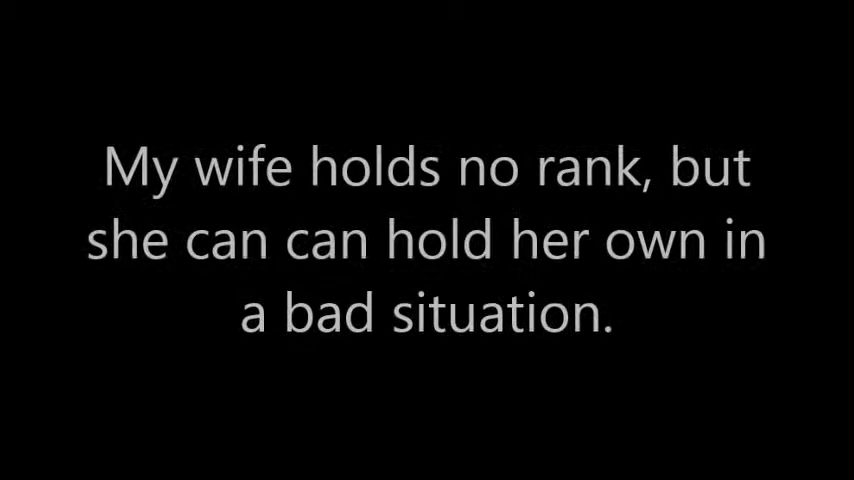 My wife holds no rank, but
she can can hold her own in
a bad situation.